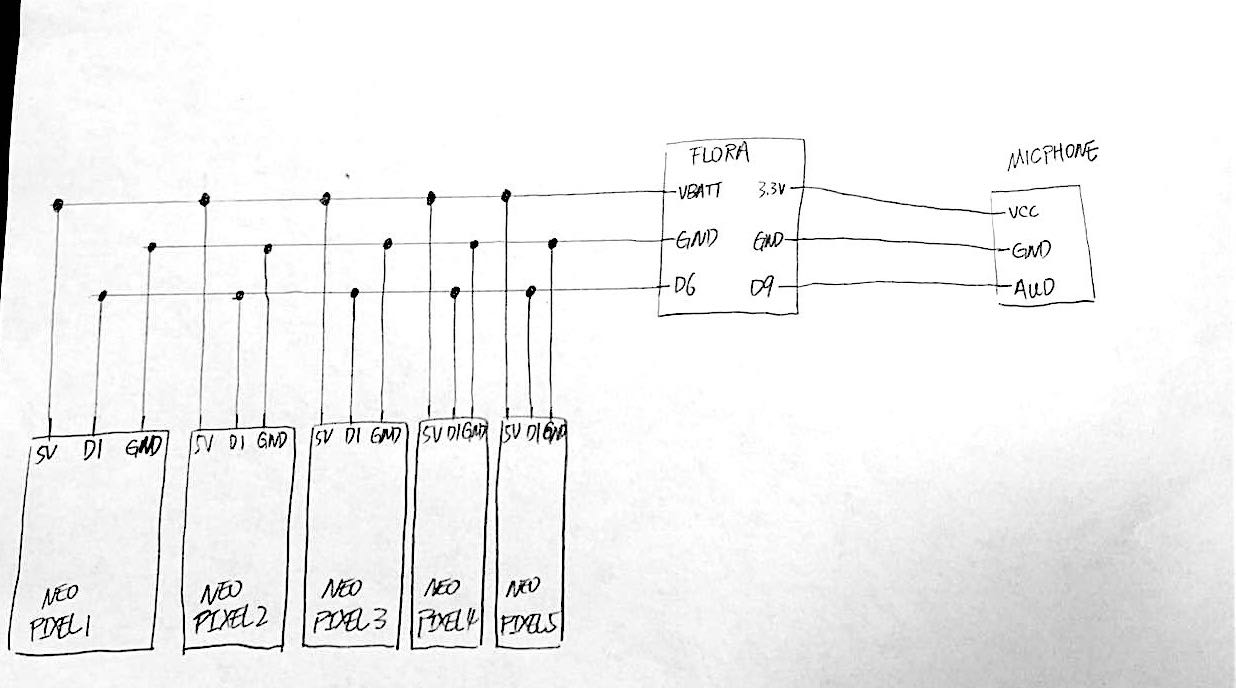 FLORA
MICPHONE
VBATT 3.3V
VCC
GND GND
GND
D6 D9
AUD
5V DI GND
5V DI GND
5V DI GND
5V DI GND
5V DI GND
NEO
PIXEL1
NEO
PIXEL2
NEO
PIXEL3
NEO
PIXEL4
NEO
PIXEL5